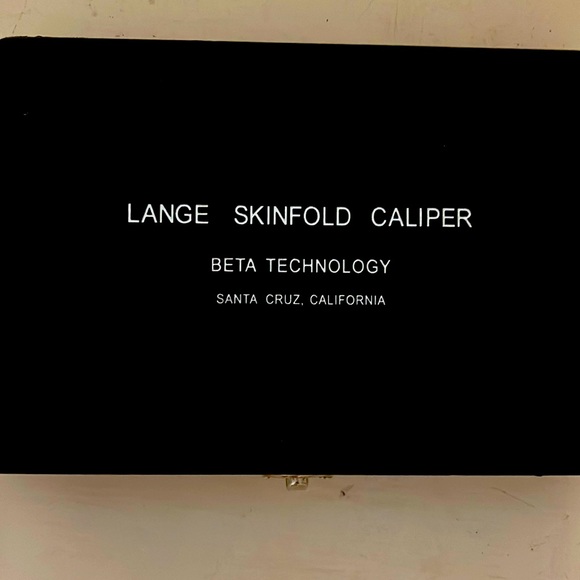 LANGE SKINFOLD CALIPER
BETA TECHNOLOGY
SANTA CRUZ, CALIFORNIA